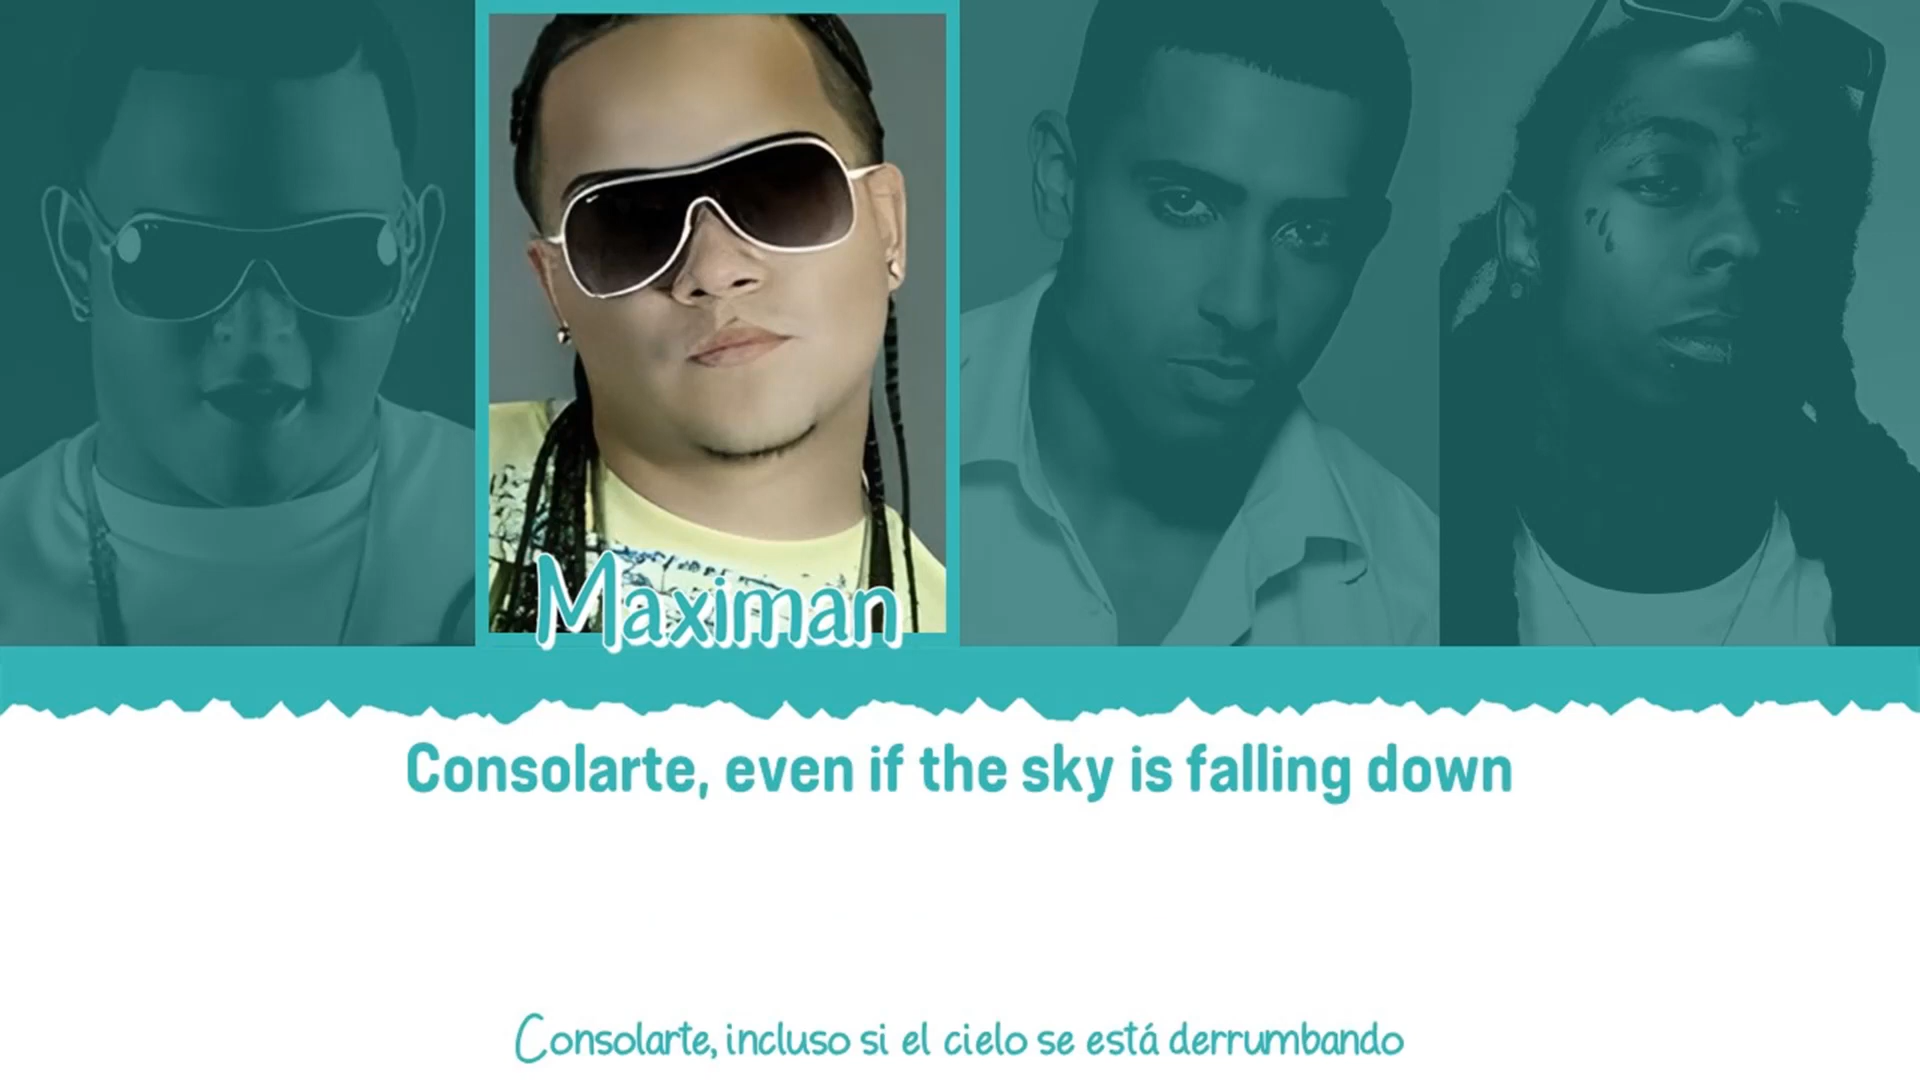 Maximan
Consolarte, even if the sky is falling down
Consolarte, incluso si el cielo se está derrumbando